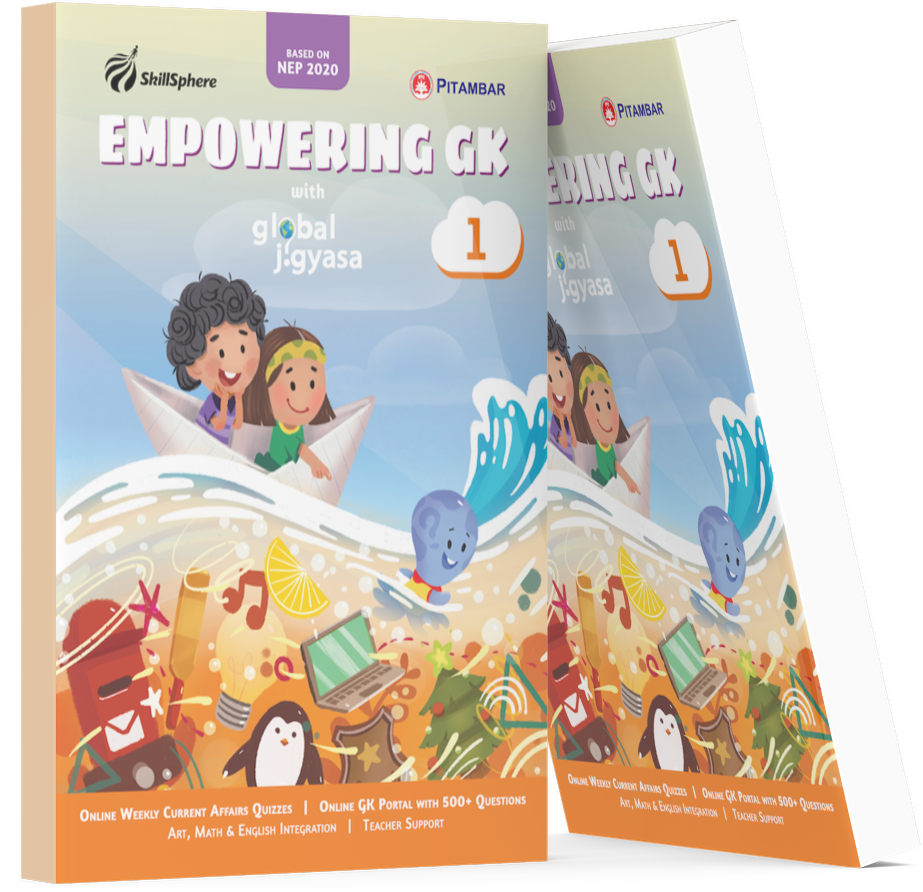 BASED ON
NEP 2020
SkillSphere
PITAMBAR
EMPOWERING GK
with
global
jigyasa
1
ONLINE WEEKLY CURRENT AFFAIRS QUIZZES | ONLINE GK PORTAL WITH 500+ QUESTIONS
ART, MATH & ENGLISH INTEGRATION | TEACHER SUPPORT
20
PITAMBAR
ERING GK
with
global
jigyasa
1
ONLINE WEEKLY CURRENT AFFAIRS QUIZZES | ONLINE GK PORTAL WITH 500+ QUESTIONS
ART, MATH & ENGLISH INTEGRATION | TEACHER SUPPORT